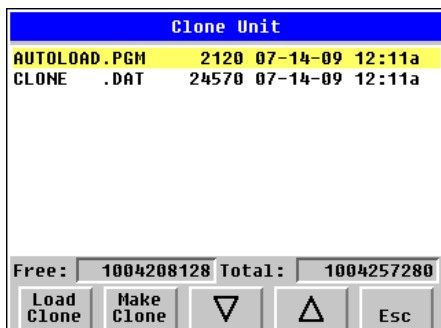 Clone Unit
AUTOLOAD.PGM 2120 07-14-09 12:11a
CLONE .DAT 24570 07-14-09 12:11a
Free: 1004208128 Total: 1004257280
Load Clone Make Clone Esc